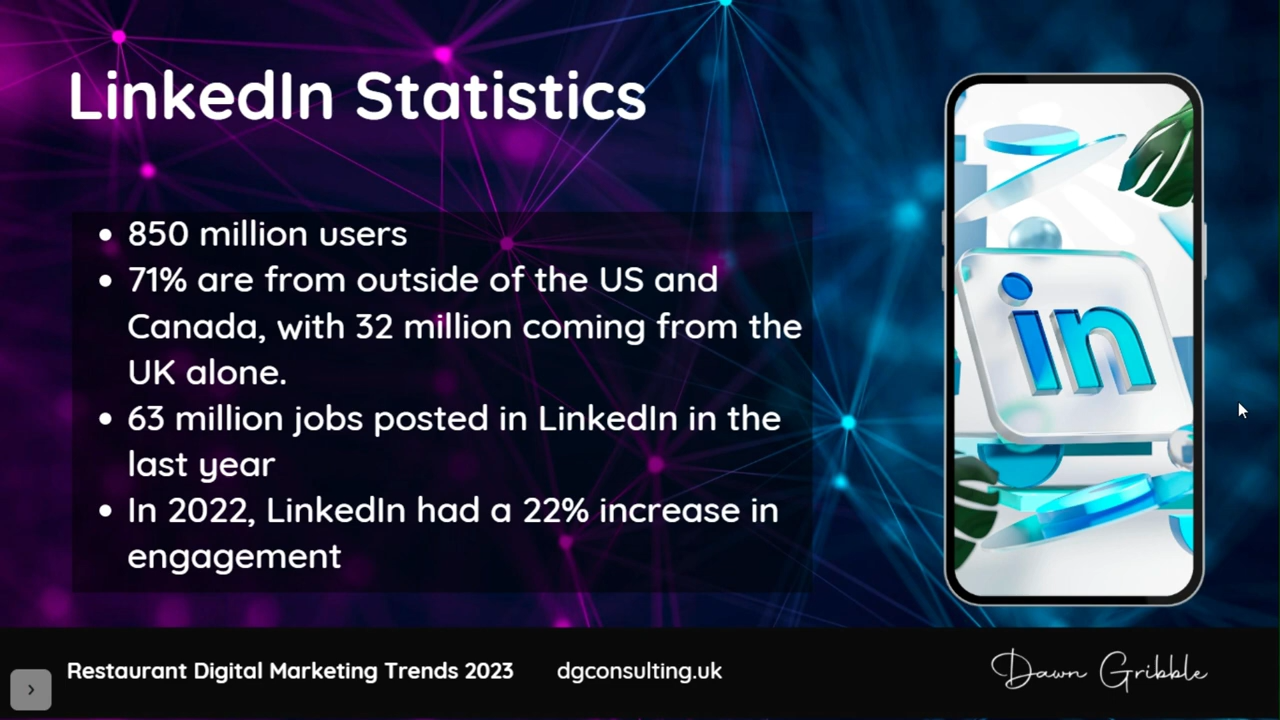 LinkedIn Statistics
• 850 million users
• 71% are from outside of the US and
Canada, with 32 million coming from the
UK alone.
• 63 million jobs posted in LinkedIn in the
last year
• In 2022, LinkedIn had a 22% increase in
engagement
in
Restaurant Digital Marketing Trends 2023 dgconsulting.uk
Dawn Gribble